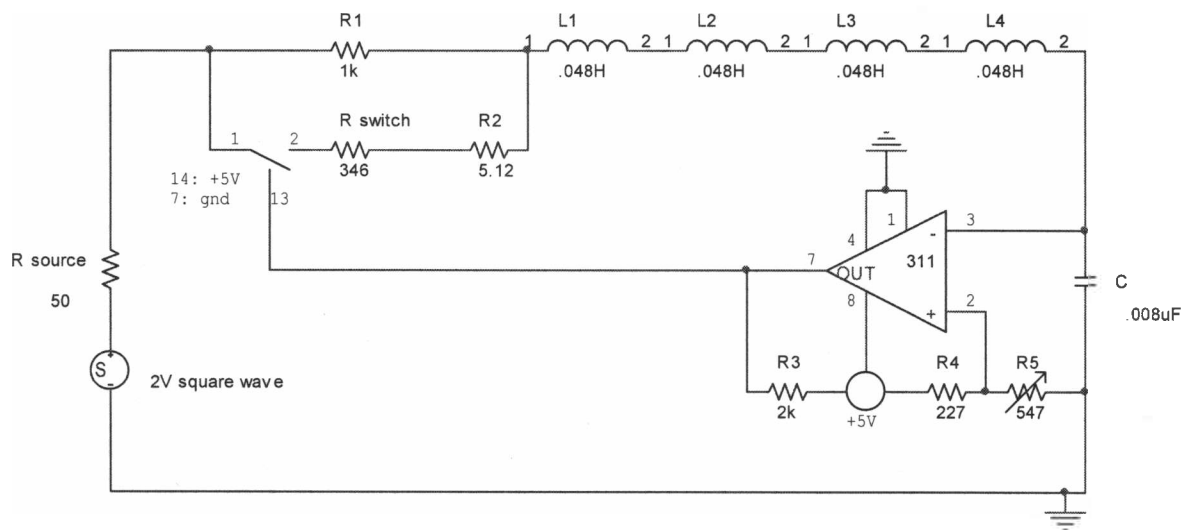 R1
1k
L1
1 2
.048H
L2
1 2
.048H
L3
1 2
.048H
L4
1 2
.048H
1 2
R switch
346
R2
5.12
14: +5V
7: gnd
13
R source
50
S
+
-
2V square wave
4
1
3
-
7
OUT
311
8
2
+
C
.008uF
R3
2k
+5V
R4
227
R5
547